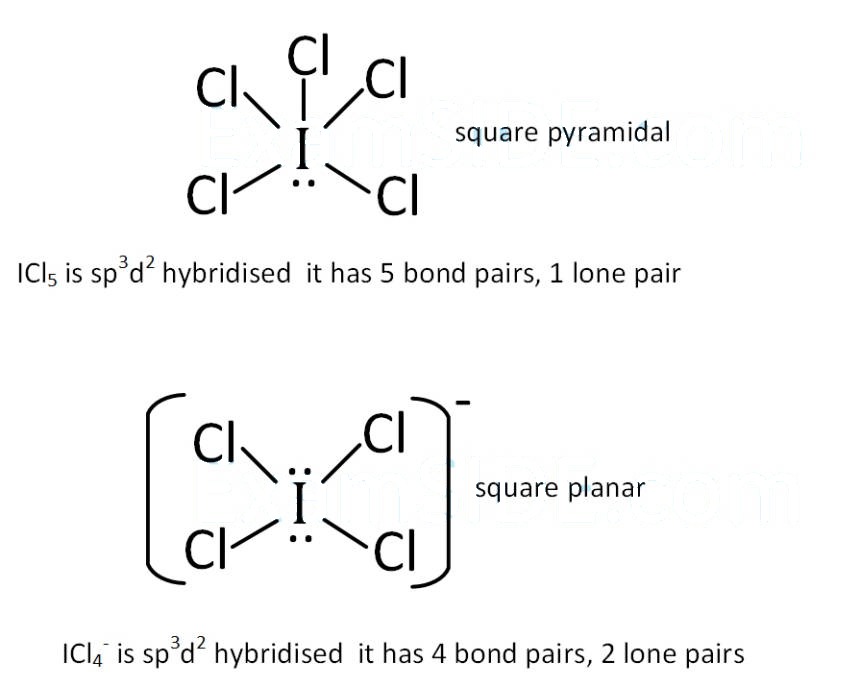 Cl
Cl Cl
I square pyramidal
Cl Cl
ICl₅ is sp³d² hybridised it has 5 bond pairs, 1 lone pair
-
Cl Cl
I square planar
Cl Cl
ICl₄⁻ is sp³d² hybridised it has 4 bond pairs, 2 lone pairs